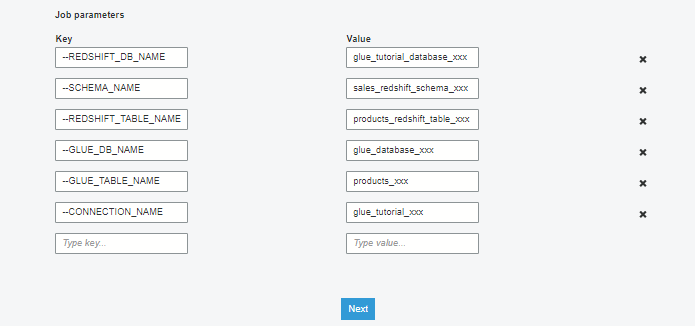 Job parameters
Key Value
--REDSHIFT_DB_NAME glue_tutorial_database_xxx
--SCHEMA_NAME sales_redshift_schema_xxx
--REDSHIFT_TABLE_NAME products_redshift_table_xxx
--GLUE_DB_NAME glue_database_xxx
--GLUE_TABLE_NAME products_xxx
--CONNECTION_NAME glue_tutorial_xxx
Type key... Type value...
Next